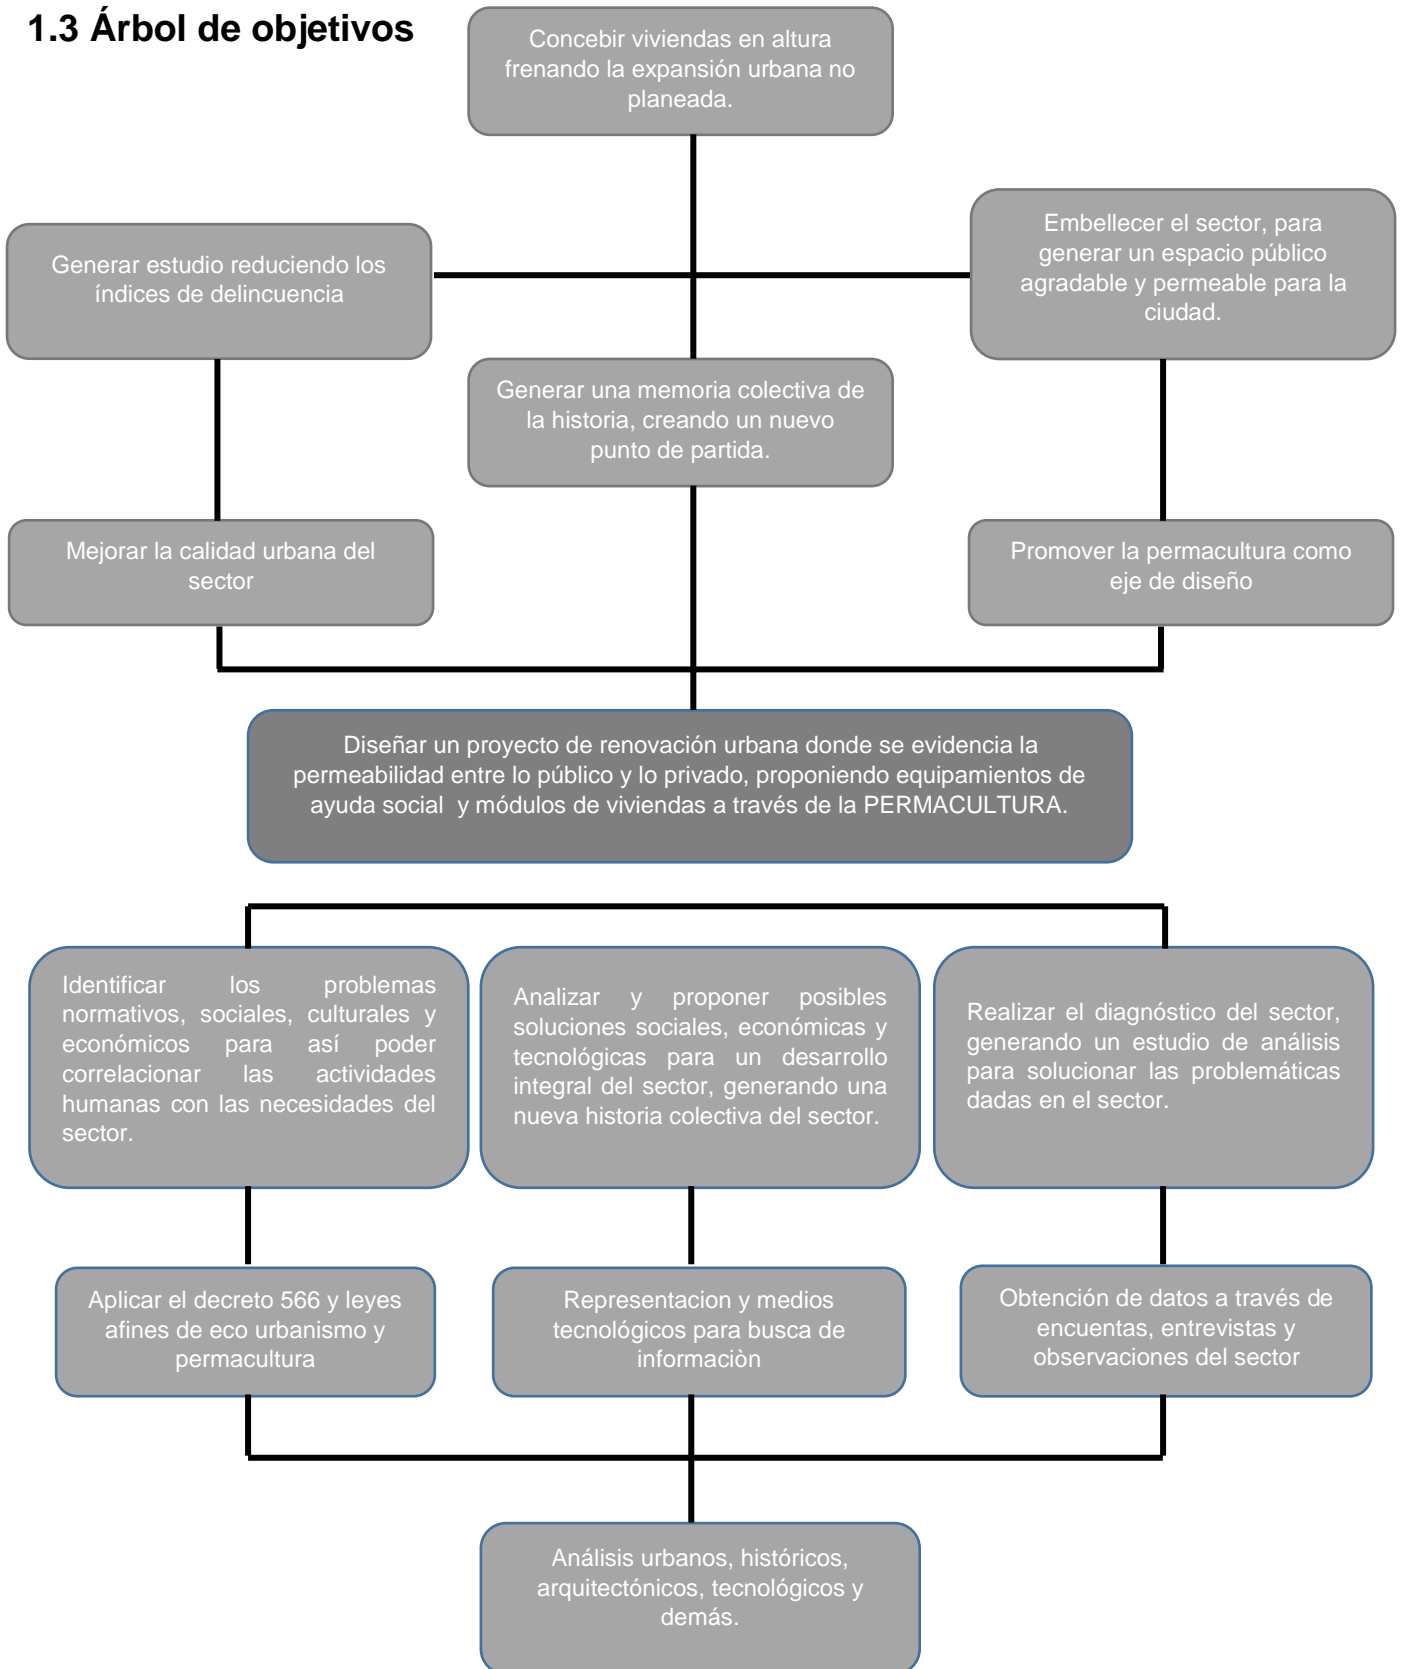 1.3 Árbol de objetivos
Concebir viviendas en altura
frenando la expansión urbana no
planeada.
Generar estudio reduciendo los
índices de delincuencia
Embellecer el sector, para
generar un espacio público
agradable y permeable para la
ciudad.
Generar una memoria colectiva de
la historia, creando un nuevo
punto de partida.
Mejorar la calidad urbana del
sector
Promover la permacultura como
eje de diseño
Diseñar un proyecto de renovación urbana donde se evidencia la
permeabilidad entre lo público y lo privado, proponiendo equipamientos de
ayuda social y módulos de viviendas a través de la PERMACULTURA.
Identificar los problemas
normativos, sociales, culturales y
económicos para así poder
correlacionar las actividades
humanas con las necesidades del
sector.
Analizar y proponer posibles
soluciones sociales, económicas y
tecnológicas para un desarrollo
integral del sector, generando una
nueva historia colectiva del sector.
Realizar el diagnóstico del sector,
generando un estudio de análisis
para solucionar las problemáticas
dadas en el sector.
Aplicar el decreto 566 y leyes
afines de eco urbanismo y
permacultura
Representacion y medios
tecnológicos para busca de
informaciòn
Obtención de datos a través de
encuentas, entrevistas y
observaciones del sector
Análisis urbanos, históricos,
arquitectónicos, tecnológicos y
demás.